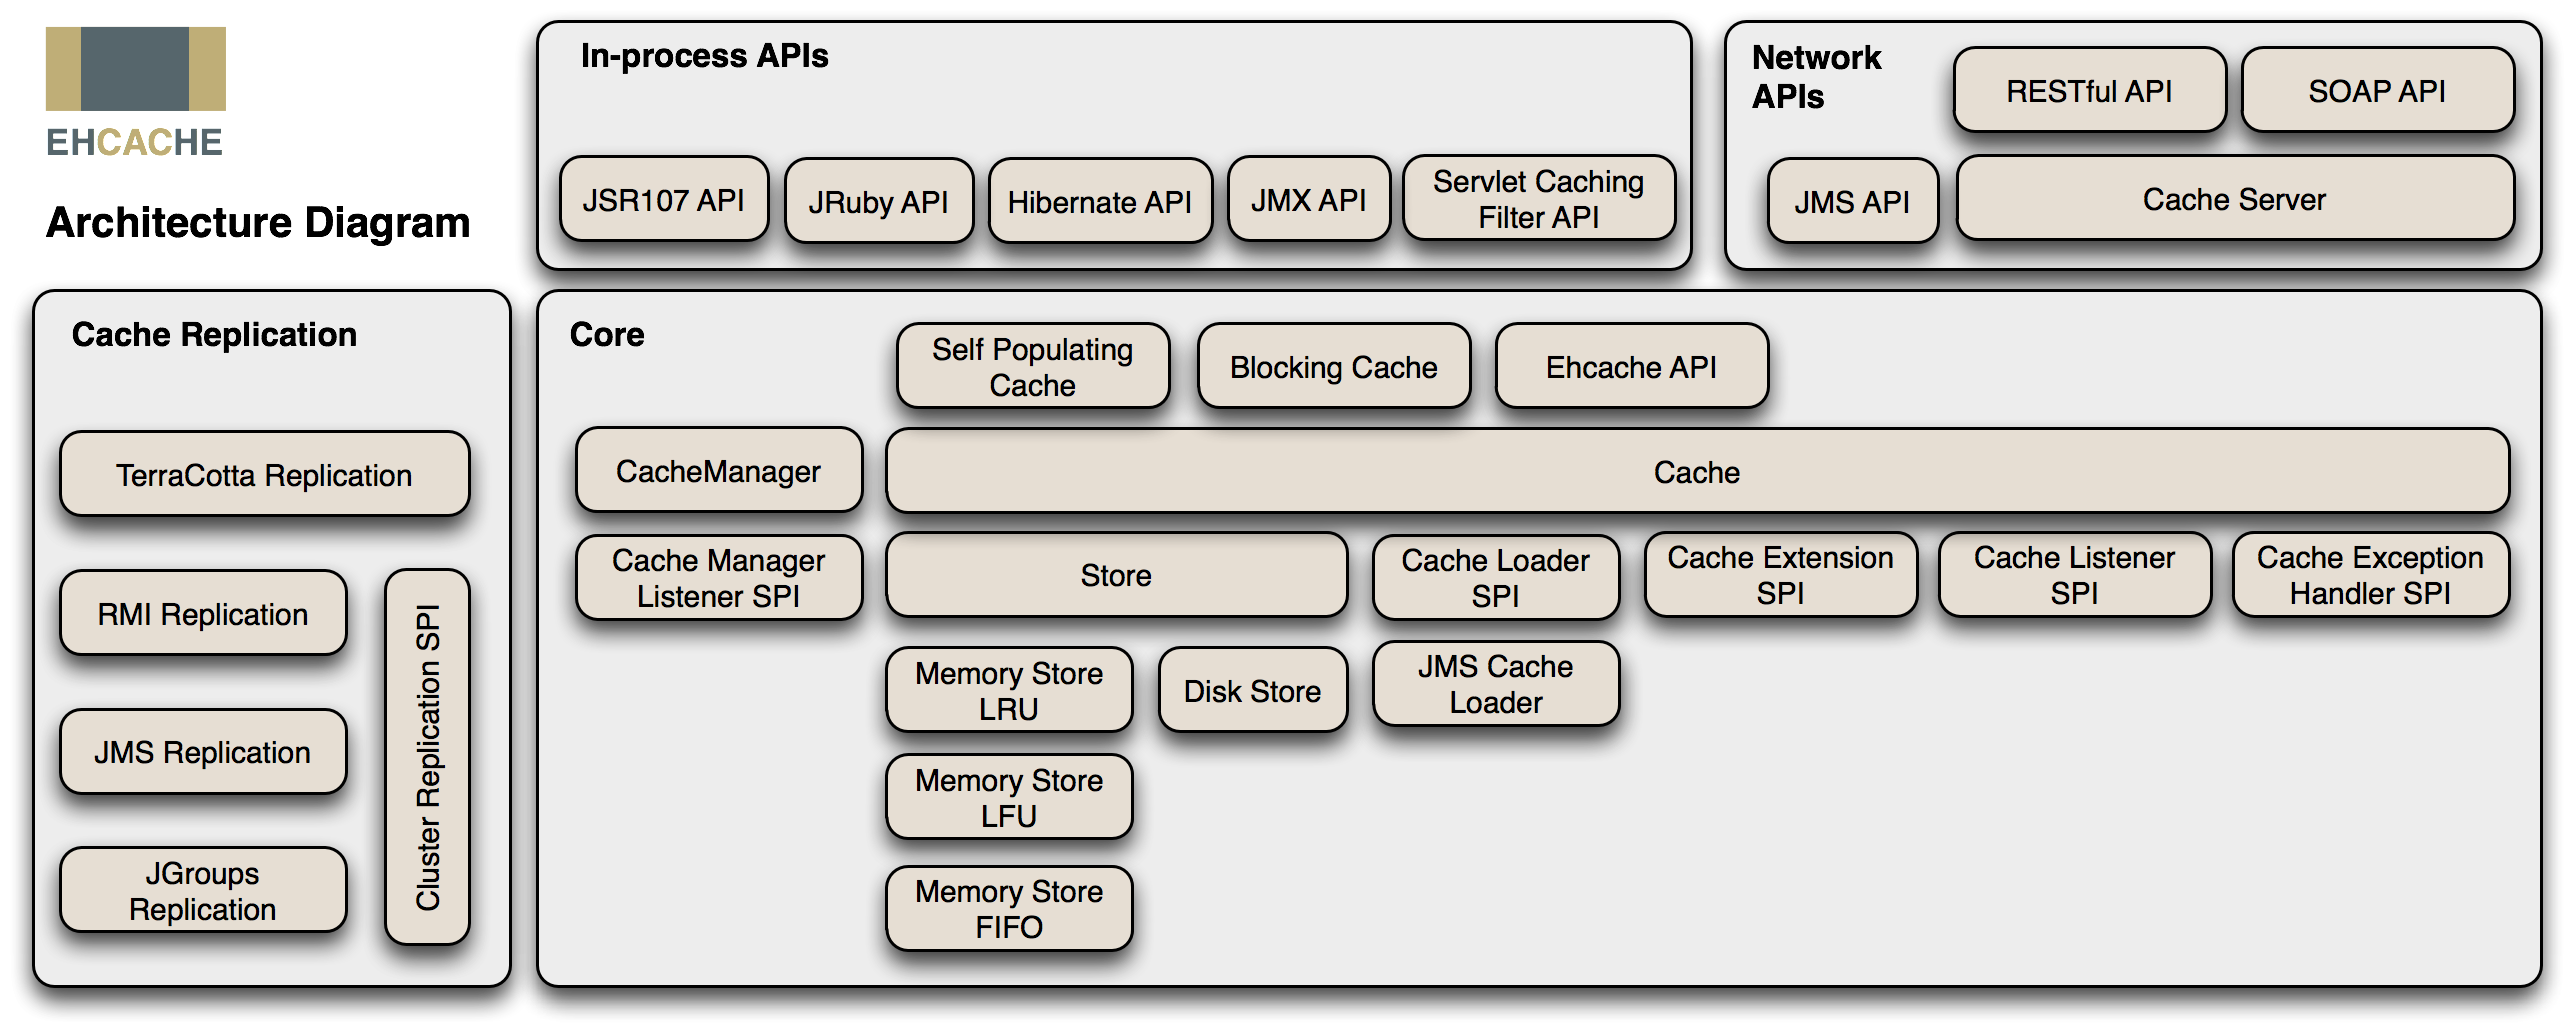 EHCACHE
Architecture Diagram
In-process APIs
JSR107 API
JRuby API
Hibernate API
JMX API
Servlet Caching
Filter API
Network
APIs
RESTful API
SOAP API
JMS API
Cache Server
Cache Replication
TerraCotta Replication
RMI Replication
JMS Replication
JGroups
Replication
Cluster Replication SPI
Core
Self Populating
Cache
Blocking Cache
Ehcache API
CacheManager
Cache
Cache Manager
Listener SPI
Store
Cache Loader
SPI
Cache Extension
SPI
Cache Listener
SPI
Cache Exception
Handler SPI
Memory Store
LRU
Disk Store
JMS Cache
Loader
Memory Store
LFU
Memory Store
FIFO